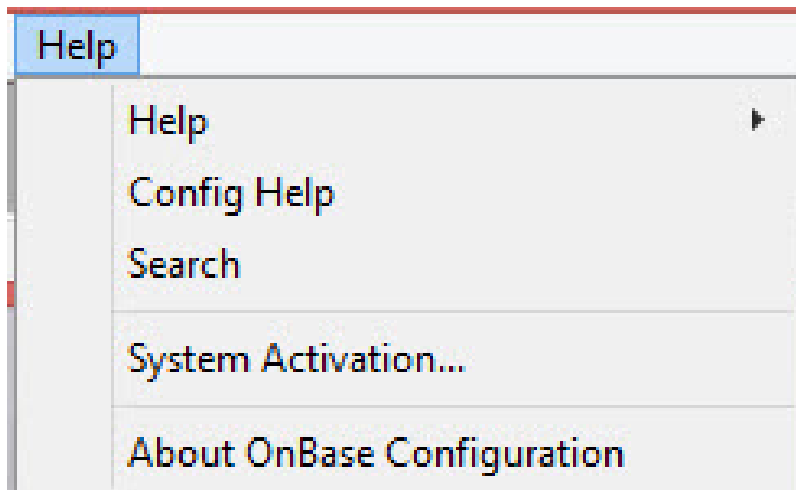 Help
Help
Config Help
Search
System Activation...
About OnBase Configuration